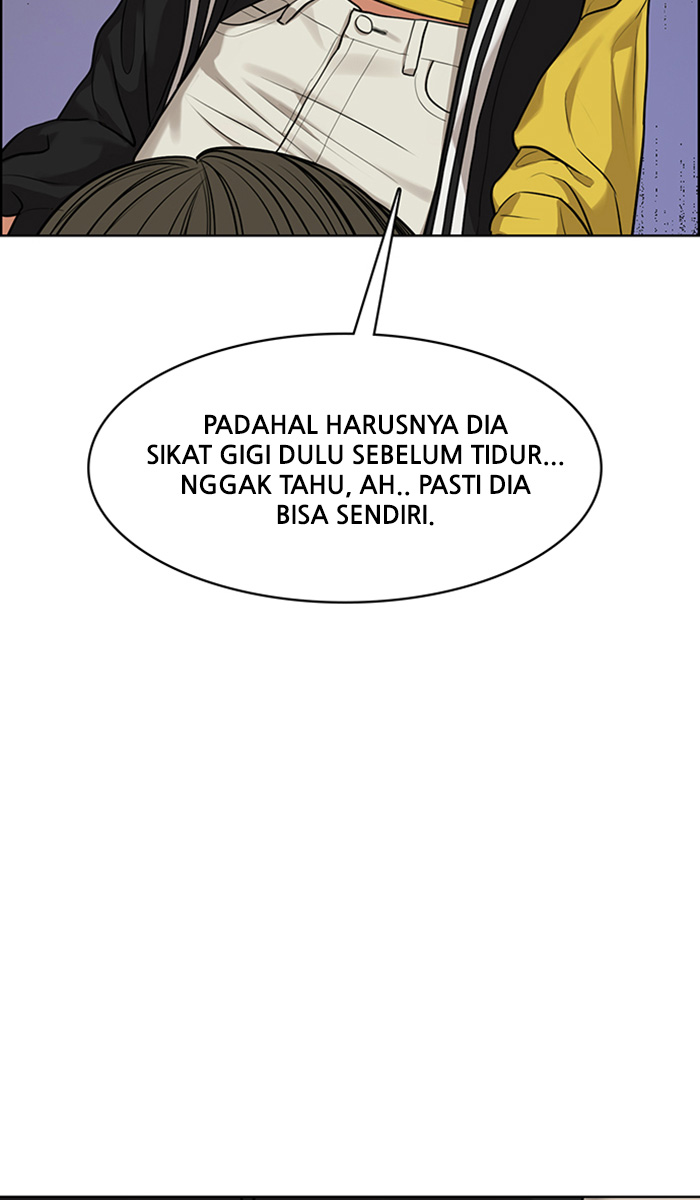 PADAHAL HARUSNYA DIA
SIKAT GIGI DULU SEBELUM TIDUR...
NGGAK TAHU, AH.. PASTI DIA
BISA SENDIRI.